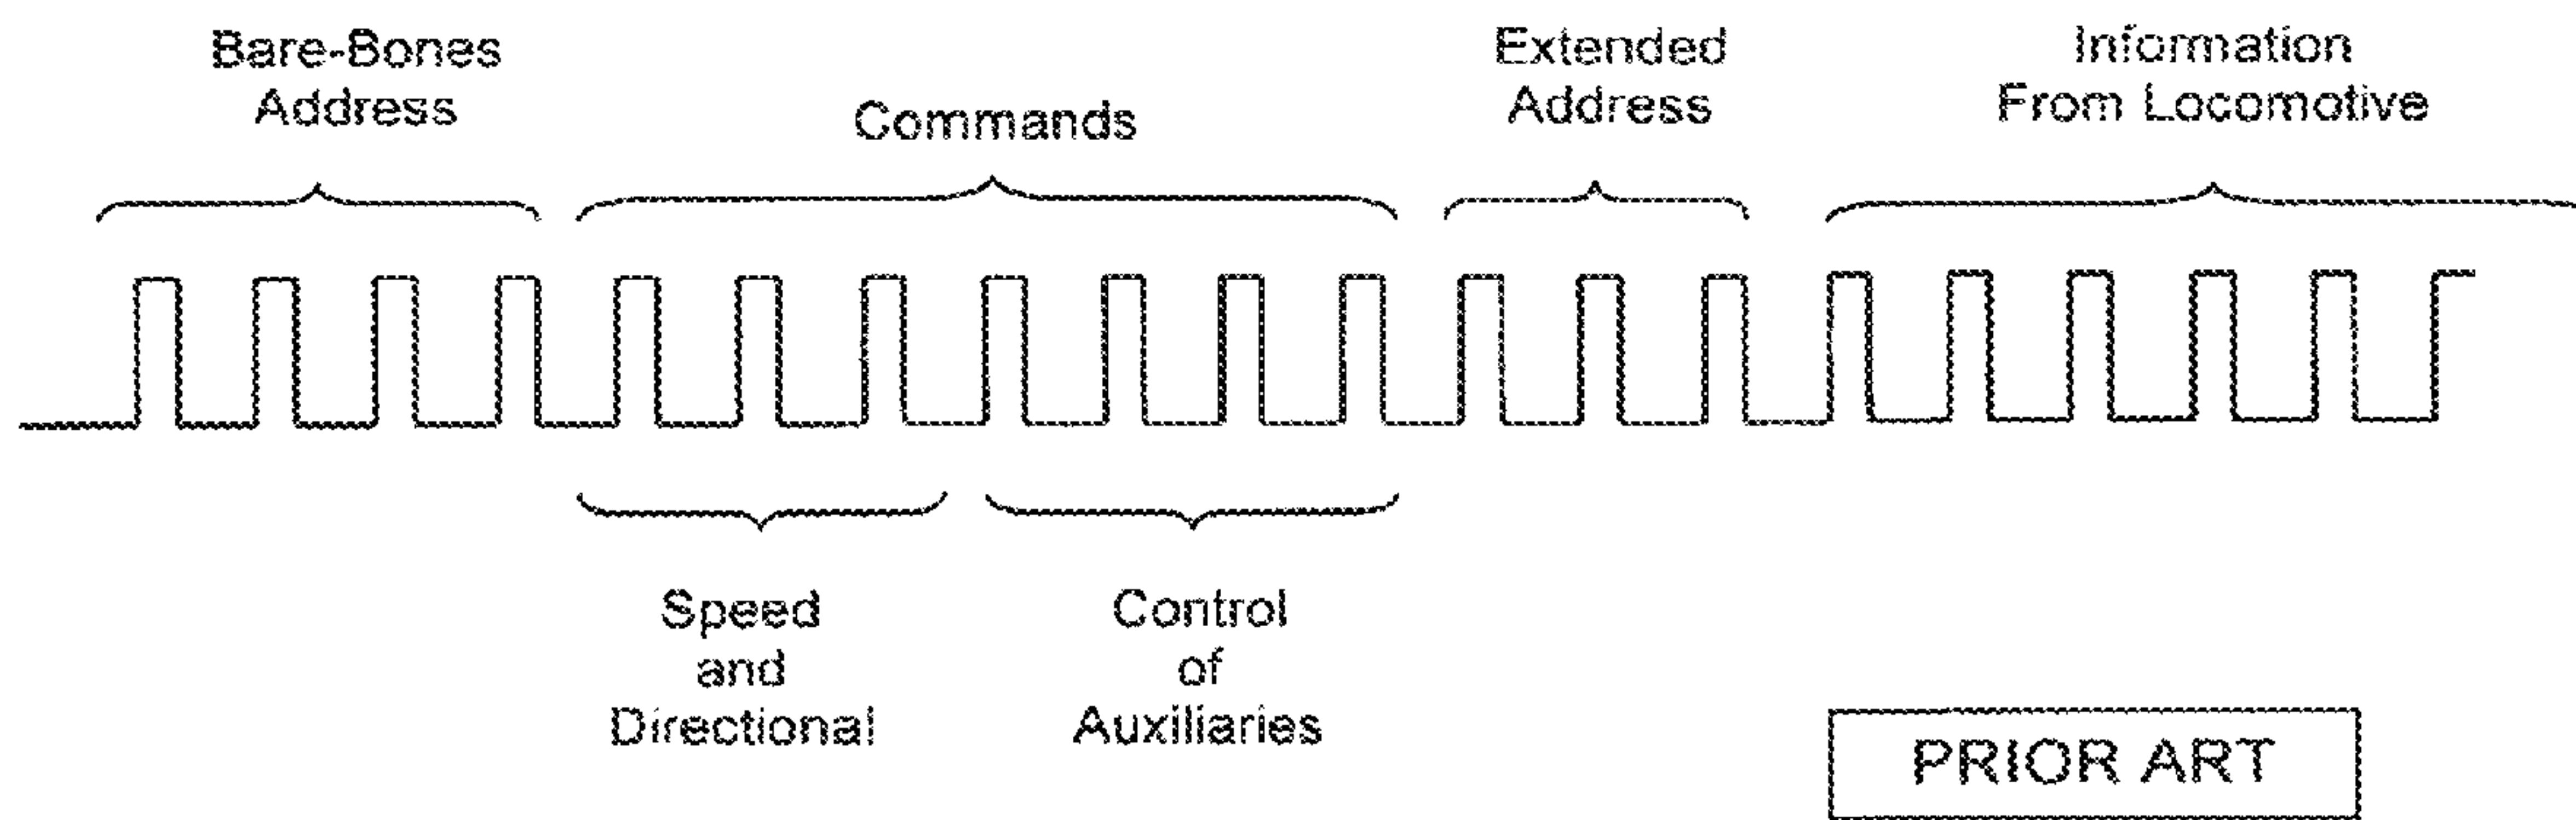 Bare-Bones
Address
Commands
Extended
Address
Information
From Locomotive
Speed
and
Directional
Control
of
Auxiliaries
PRIOR ART